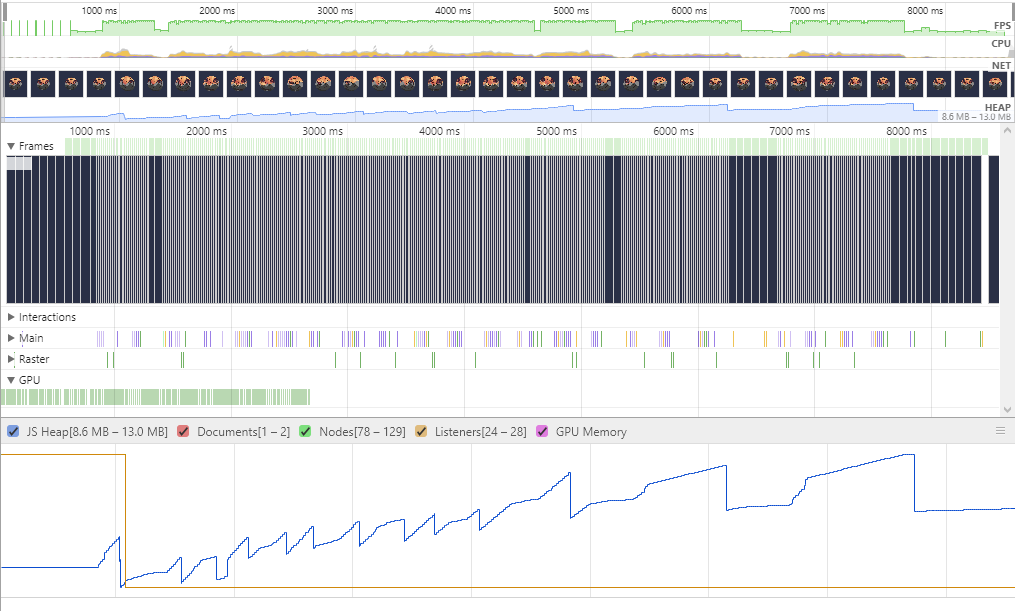 1000 ms 2000 ms 3000 ms 4000 ms 5000 ms 6000 ms 7000 ms 8000 ms
FPS
CPU
NET
HEAP
8.6 MB – 13.0 MB
1000 ms 2000 ms 3000 ms 4000 ms 5000 ms 6000 ms 7000 ms 8000 ms
Frames
Interactions
Main
Raster
GPU
JS Heap[8.6 MB – 13.0 MB] Documents[1 – 2] Nodes[78 – 129] Listeners[24 – 28] GPU Memory